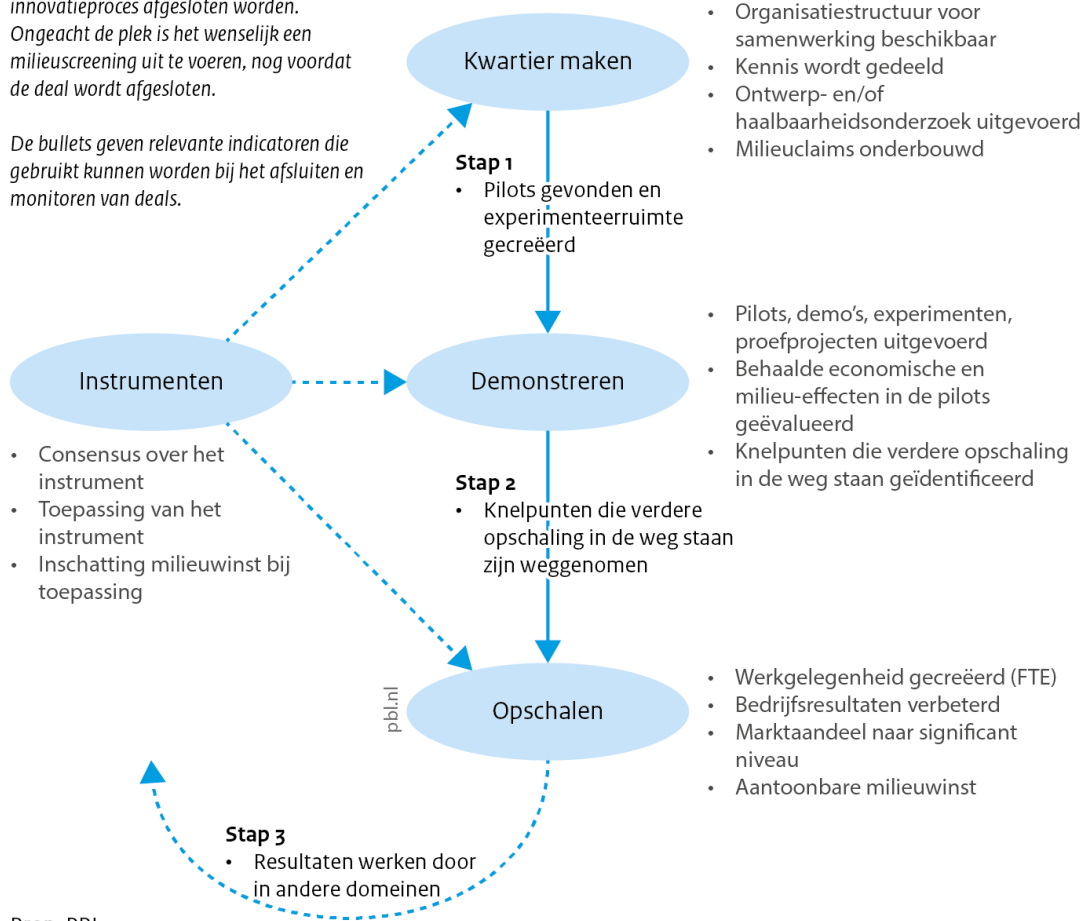 innovatieproces afgesloten worden.
Ongeacht de plek is het wenselijk een
milieuscreening uit te voeren, nog voordat
de deal wordt afgesloten.
De bullets geven relevante indicatoren die
gebruikt kunnen worden bij het afsluiten en
monitoren van deals.
Kwartier maken
• Organisatiestructuur voor
samenwerking beschikbaar
• Kennis wordt gedeeld
• Ontwerp- en/of
haalbaarheidsonderzoek uitgevoerd
• Milieuclaims onderbouwd
Stap 1
• Pilots gevonden en
experimenteerruimte
gecreëerd
Instrumenten
• Consensus over het
instrument
• Toepassing van het
instrument
• Inschatting milieuwinst bij
toepassing
Demonstreren
• Pilots, demo's, experimenten,
proefprojecten uitgevoerd
• Behaalde economische en
milieu-effecten in de pilots
geëvalueerd
• Knelpunten die verdere opschaling
in de weg staan geïdentificeerd
Stap 2
• Knelpunten die verdere
opschaling in de weg staan
zijn weggenomen
pbl.nl
Opschalen
• Werkgelegenheid gecreëerd (FTE)
• Bedrijfsresultaten verbeterd
• Marktaandeel naar significant
niveau
• Aantoonbare milieuwinst
Stap 3
• Resultaten werken door
in andere domeinen